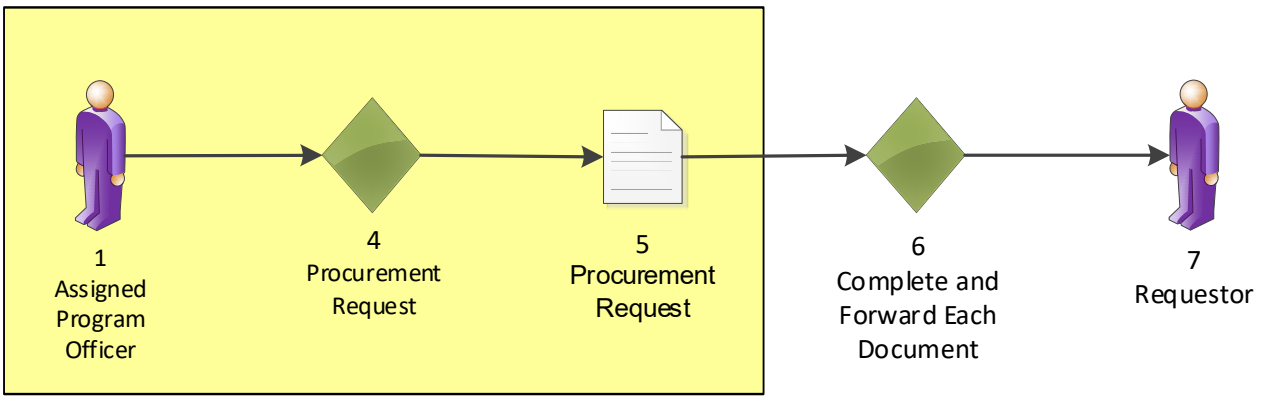 1
Assigned
Program
Officer
4
Procurement
Request
5
Procurement
Request
6
Complete and
Forward Each
Document
7
Requestor